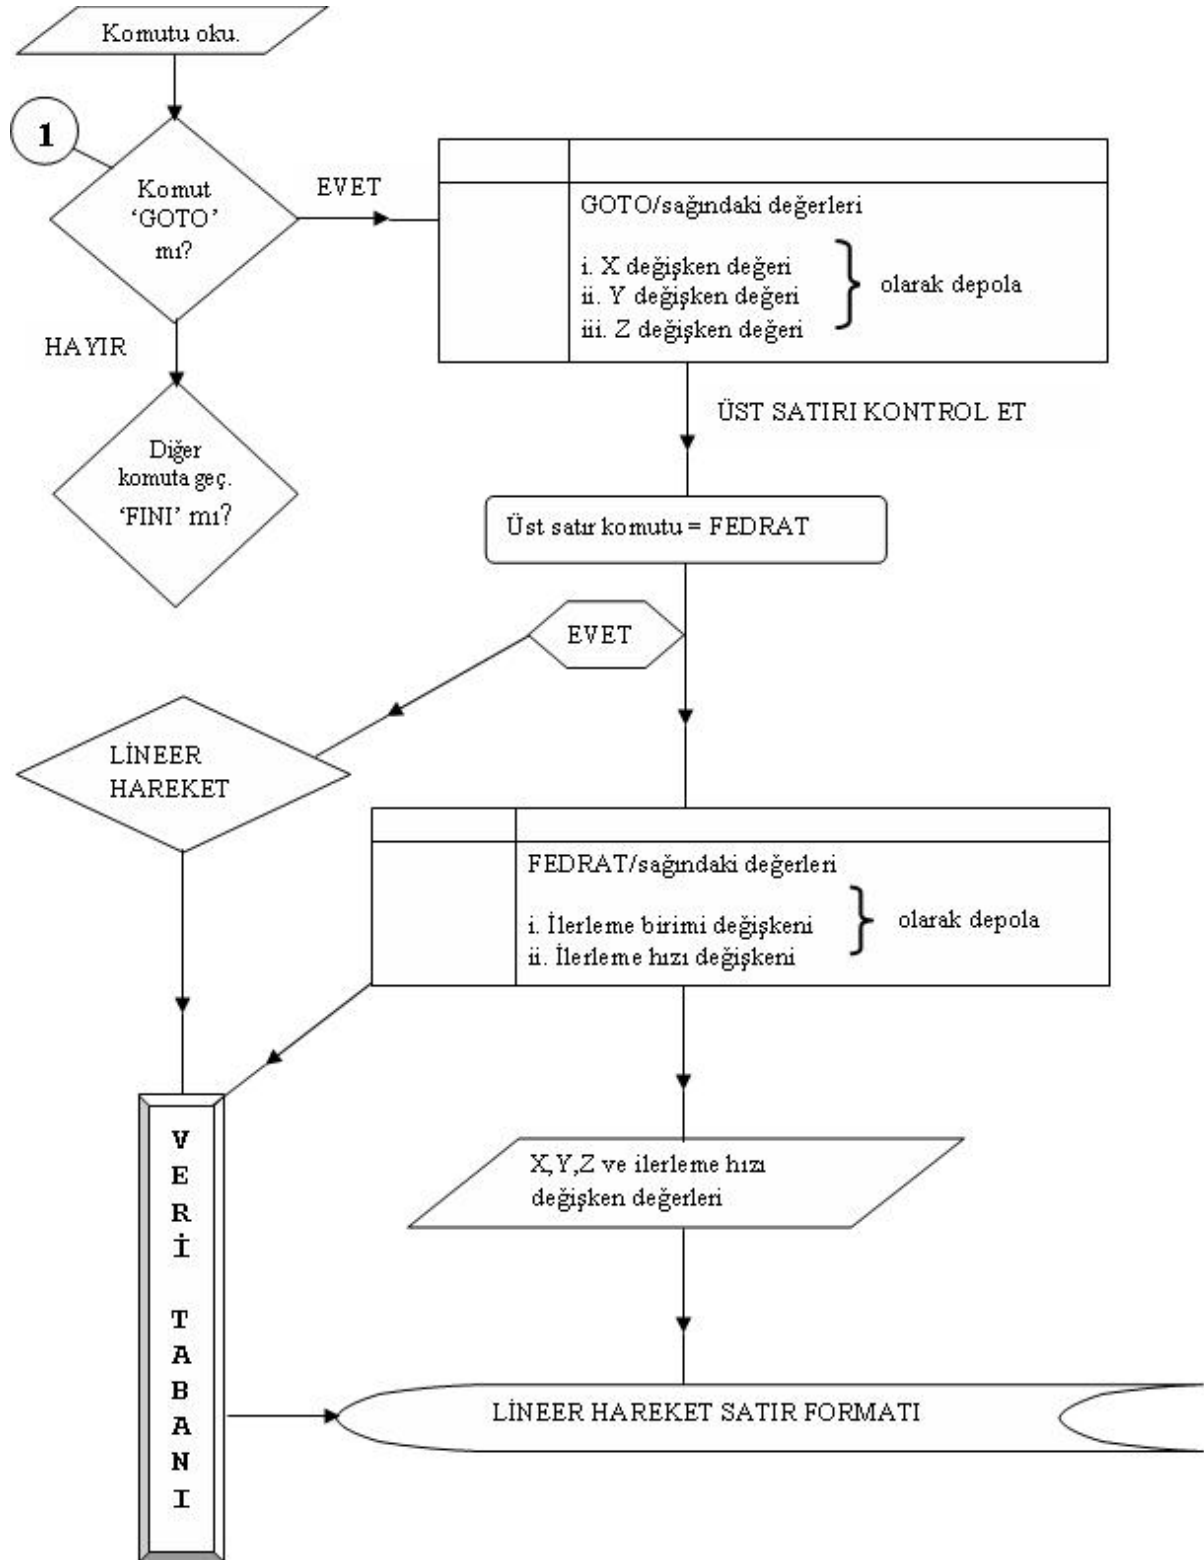 Komutu oku.
1
Komut
‘GOTO’
mı?
EVET
HAYIR
GOTO/sağındaki değerleri
i. X değişken değeri
ii. Y değişken değeri
iii. Z değişken değeri
olarak depola
ÜST SATIRI KONTROL ET
Diğer
komuta geç.
‘FINI’ mı?
Üst satır komutu = FEDRAT
EVET
LİNEER
HAREKET
FEDRAT/sağındaki değerleri
i. İlerleme birimi değişkeni
ii. İlerleme hızı değişkeni
olarak depola
X,Y,Z ve ilerleme hızı
değişken değerleri
VERİ TABANI
LİNEER HAREKET SATIR FORMATI